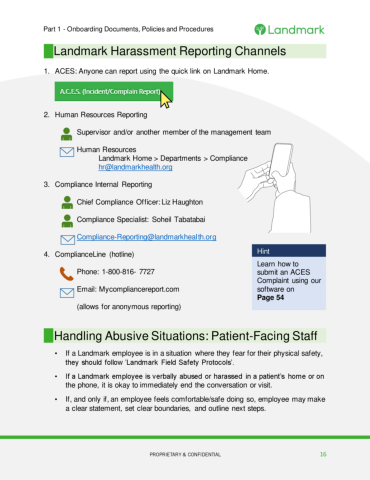 Part 1 - Onboarding Documents, Policies and Procedures
Landmark
Landmark Harassment Reporting Channels
1. ACES: Anyone can report using the quick link on Landmark Home.
A.C.E.S. (Incident/Complain Report)
2. Human Resources Reporting
Supervisor and/or another member of the management team
Human Resources
Landmark Home > Departments > Compliance
hr@landmarkhealth.org
3. Compliance Internal Reporting
Chief Compliance Officer: Liz Haughton
Compliance Specialist: Soheil Tabatabai
Compliance-Reporting@landmarkhealth.org
4. ComplianceLine (hotline)
Phone: 1-800-816- 7727
Email: Mycompliancereport.com
(allows for anonymous reporting)
Hint
Learn how to
submit an ACES
Complaint using our
software on
Page 54
Handling Abusive Situations: Patient-Facing Staff
• If a Landmark employee is in a situation where they fear for their physical safety,
they should follow 'Landmark Field Safety Protocols'.
• If a Landmark employee is verbally abused or harassed in a patient's home or on
the phone, it is okay to immediately end the conversation or visit.
• If, and only if, an employee feels comfortable/safe doing so, employee may make
a clear statement, set clear boundaries, and outline next steps.
PROPRIETARY & CONFIDENTIAL
16